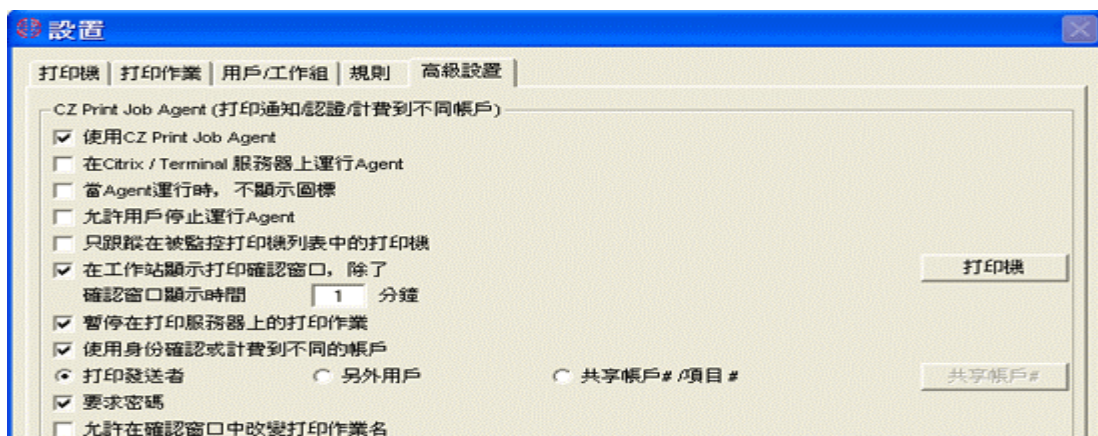 設置
打印機 打印作業 用戶/工作組 規則 高級設置
CZ Print Job Agent (打印通知/認證/計費到不同帳戶)
使用CZ Print Job Agent
在Citrix / Terminal 服務器上運行Agent
當Agent運行時，不顯示圖標
允許用戶停止運行Agent
只跟蹤在被監控打印機列表中的打印機
在工作站顯示打印確認窗口，除了 打印機
確認窗口顯示時間 1 分鐘
暫停在打印服務器上的打印作業
使用身份確認或計費到不同的帳戶
打印發送者 另外用戶 共享帳戶# /項目 # 共享帳戶#
要求密碼
允許在確認窗口中改變打印作業名